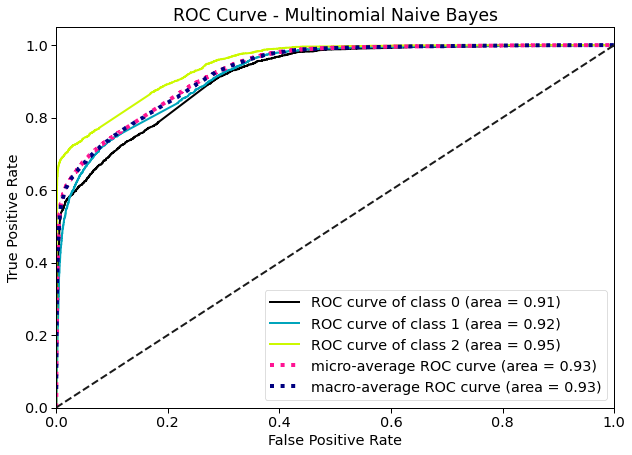 ROC Curve - Multinomial Naive Bayes
1.0
0.8
0.6
0.4
0.2
0.0
True Positive Rate
ROC curve of class 0 (area = 0.91)
ROC curve of class 1 (area = 0.92)
ROC curve of class 2 (area = 0.95)
micro-average ROC curve (area = 0.93)
macro-average ROC curve (area = 0.93)
0.0 0.2 0.4 0.6 0.8 1.0
False Positive Rate